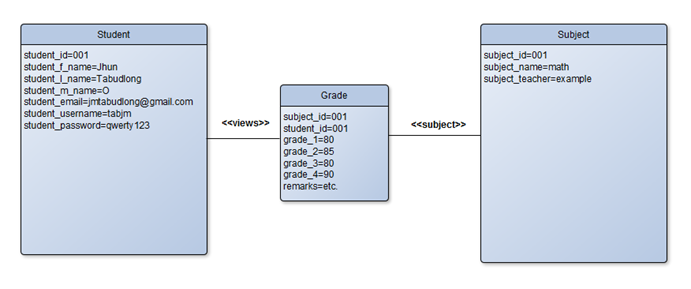 Student
student_id=001
student_f_name=Jhun
student_l_name=Tabudlong
student_m_name=O
student_email=jmtabudlong@gmail.com
student_username=tabjm
student_password=qwerty123
<<views>>
Grade
subject_id=001
student_id=001
grade_1=80
grade_2=85
grade_3=80
grade_4=90
remarks=etc.
<<subject>>
Subject
subject_id=001
subject_name=math
subject_teacher=example